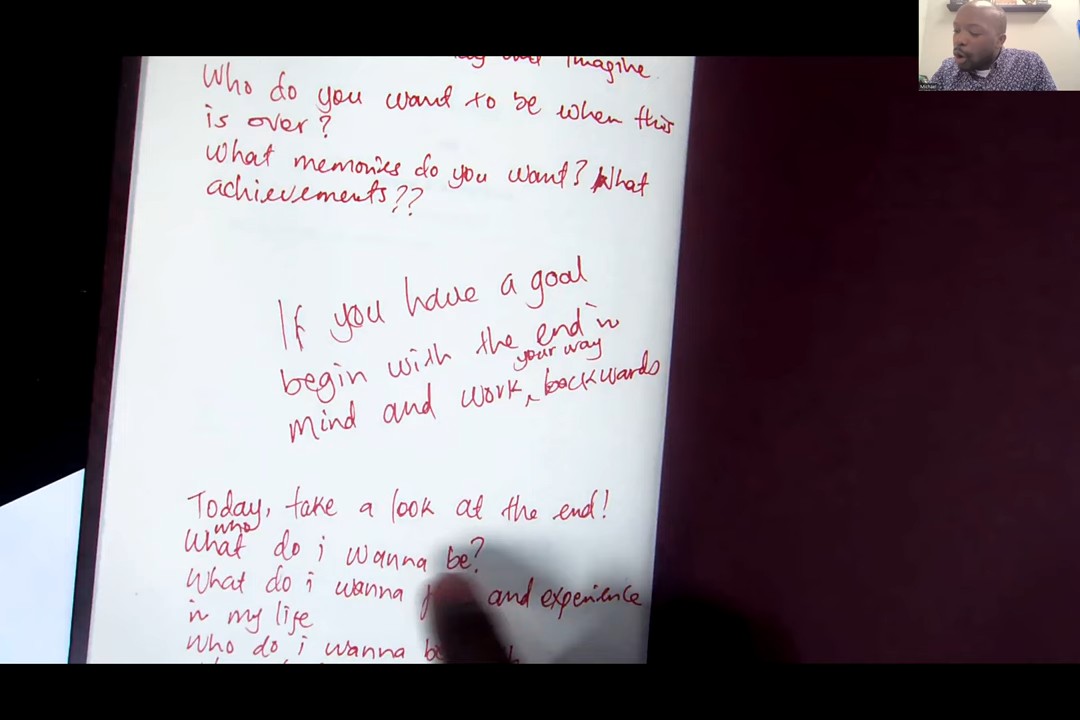 and imagine.
Who do you want to be when this
is over?
What memories do you want? What
achievements??
If you have a goal
begin with the end in
your way
mind and work ‸ backwards
Today, take a look at the end!
who
What do i wanna be?
What do i wanna and experience
in my life
Who do i wanna